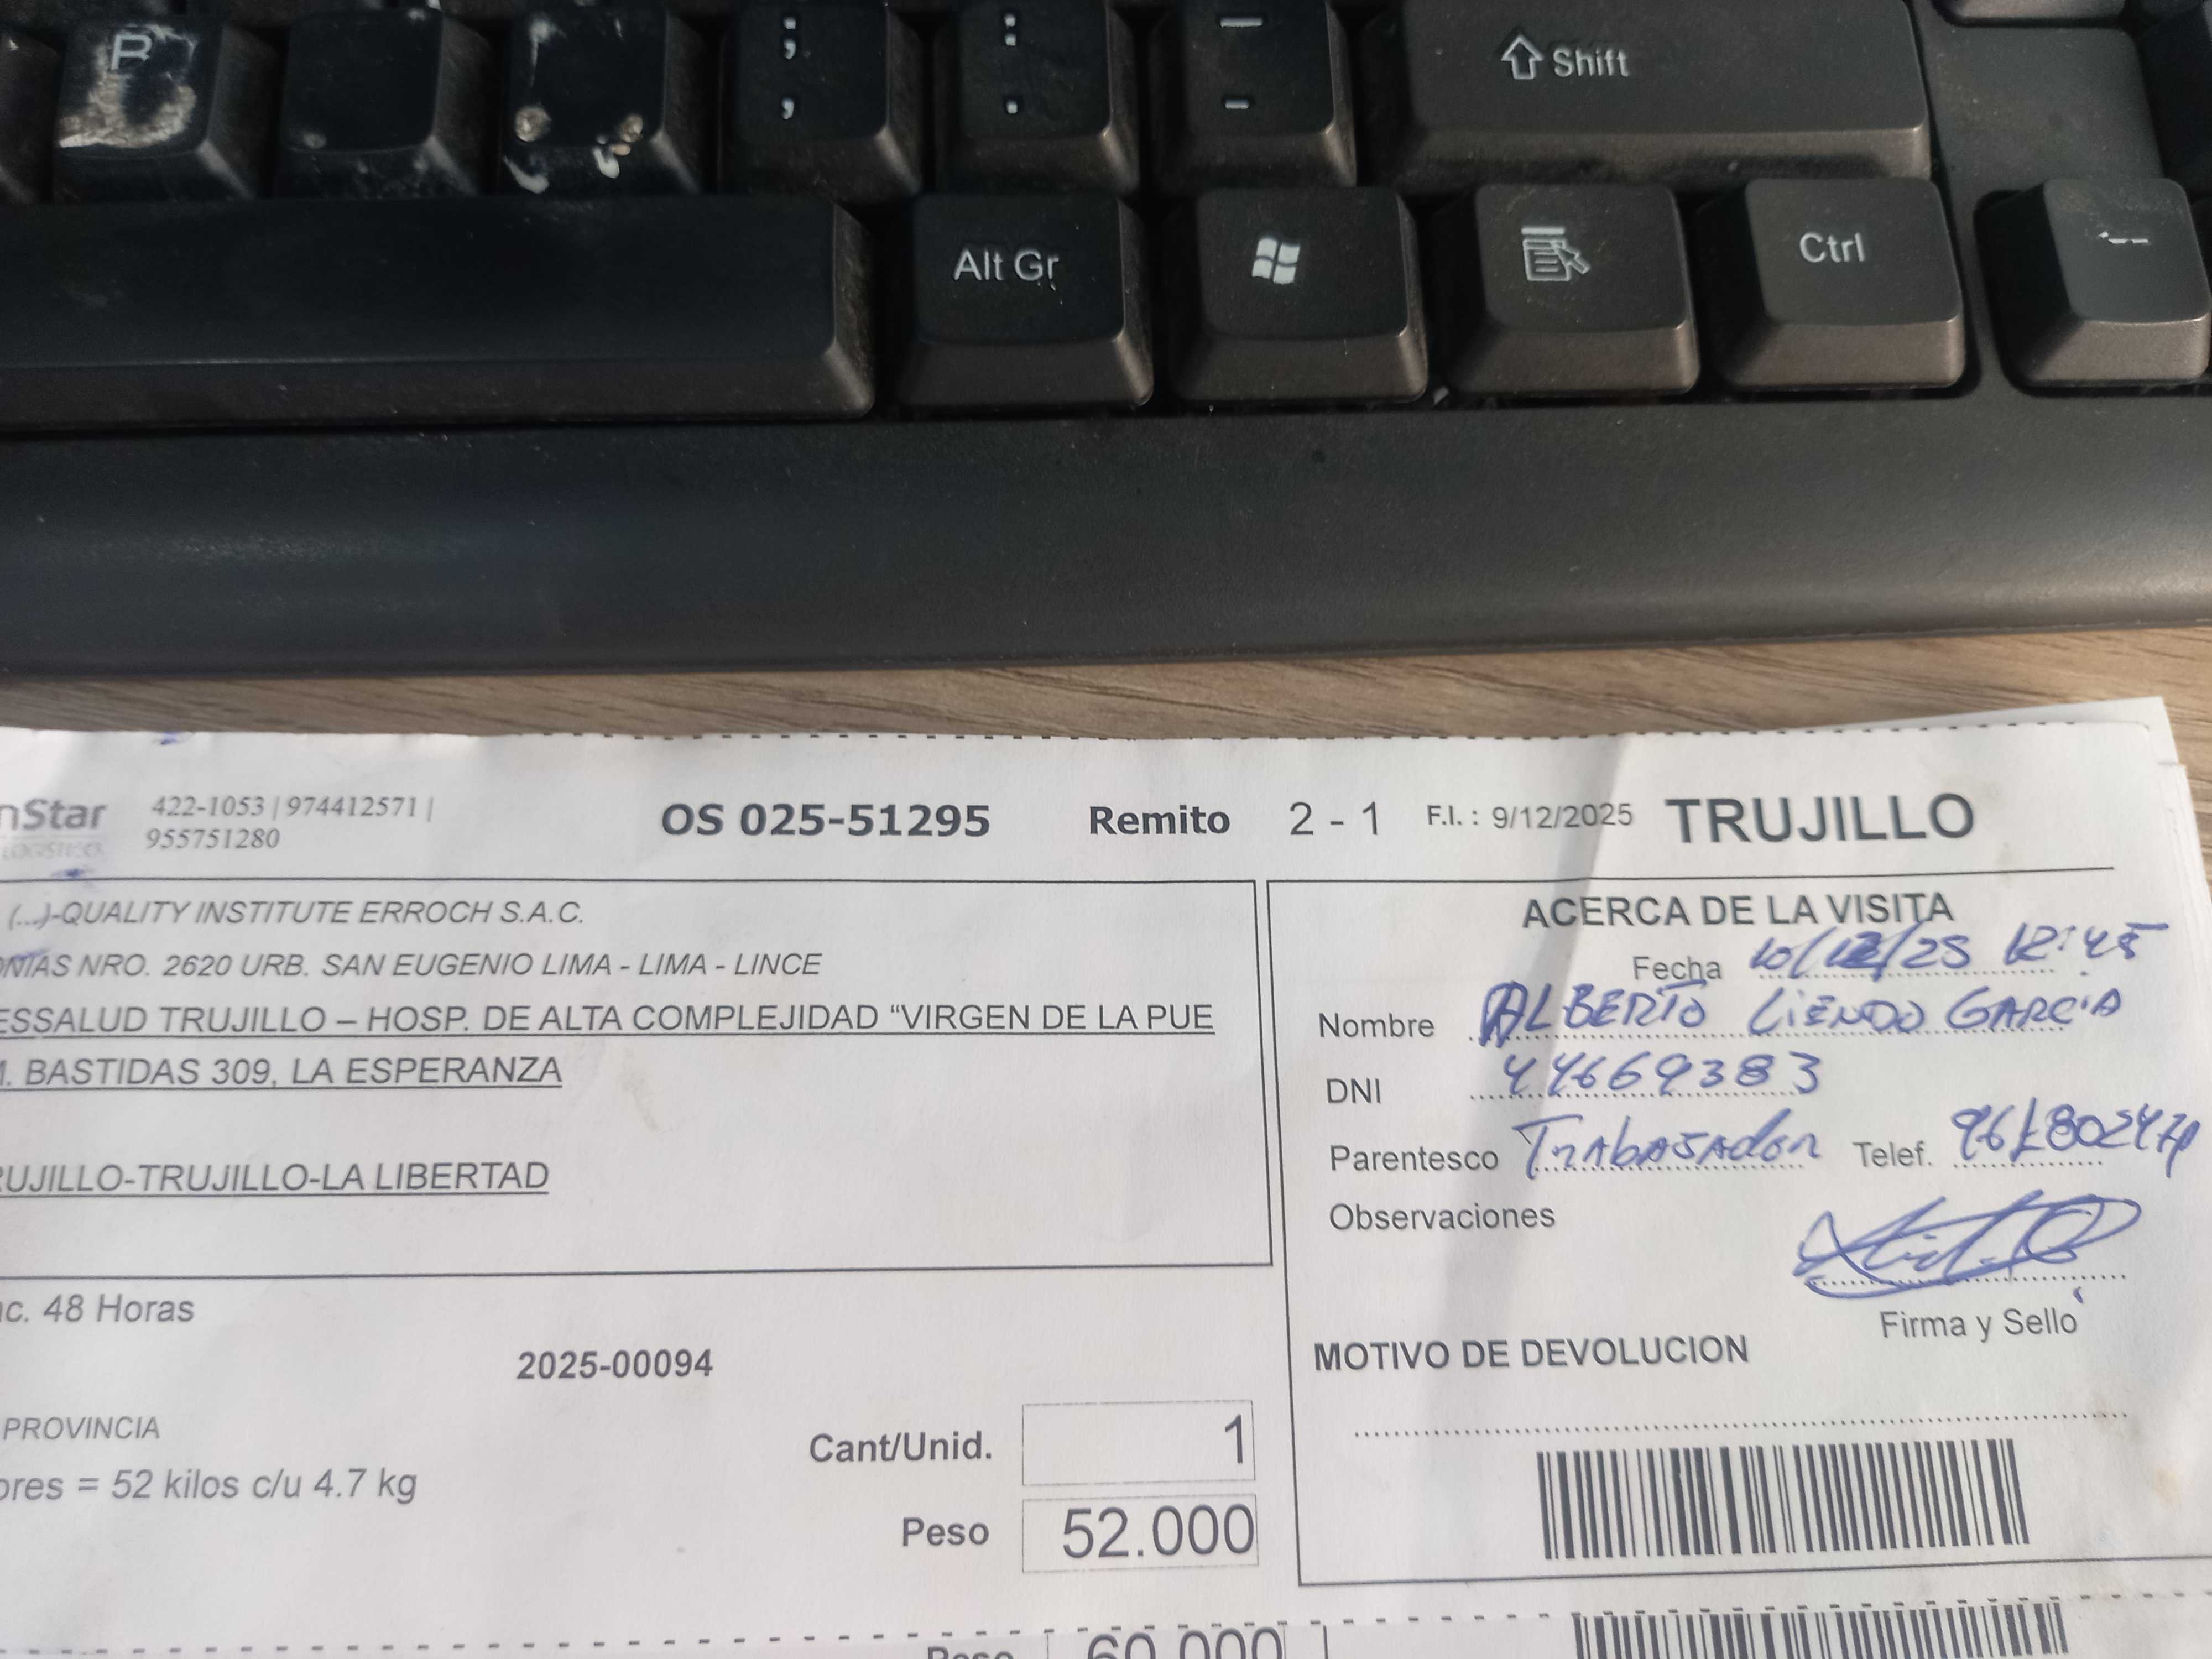 R
; ,
: .
_ -
Shift
Alt Gr
Ctrl
nStar
422-1053 | 974412571 |
955751280
OS 025-51295 Remito 2 - 1 F.I. : 9/12/2025 TRUJILLO
(...)-QUALITY INSTITUTE ERROCH S.A.C.
NRO. 2620 URB. SAN EUGENIO LIMA - LIMA - LINCE
ESSALUD TRUJILLO – HOSP. DE ALTA COMPLEJIDAD “VIRGEN DE LA PUE
. BASTIDAS 309, LA ESPERANZA
RUJILLO-TRUJILLO-LA LIBERTAD
ACERCA DE LA VISITA
Fecha 10/12/25 12:45
Nombre ALBERTO LiENDO GARCiA
DNI 44669383
Parentesco TRAbAJAdOR Telef.
Observaciones
Firma y Sello
MOTIVO DE DEVOLUCION
c. 48 Horas
2025-00094
PROVINCIA
Cant/Unid. 1
ores = 52 kilos c/u 4.7 kg
Peso 52.000
Peso 60.000